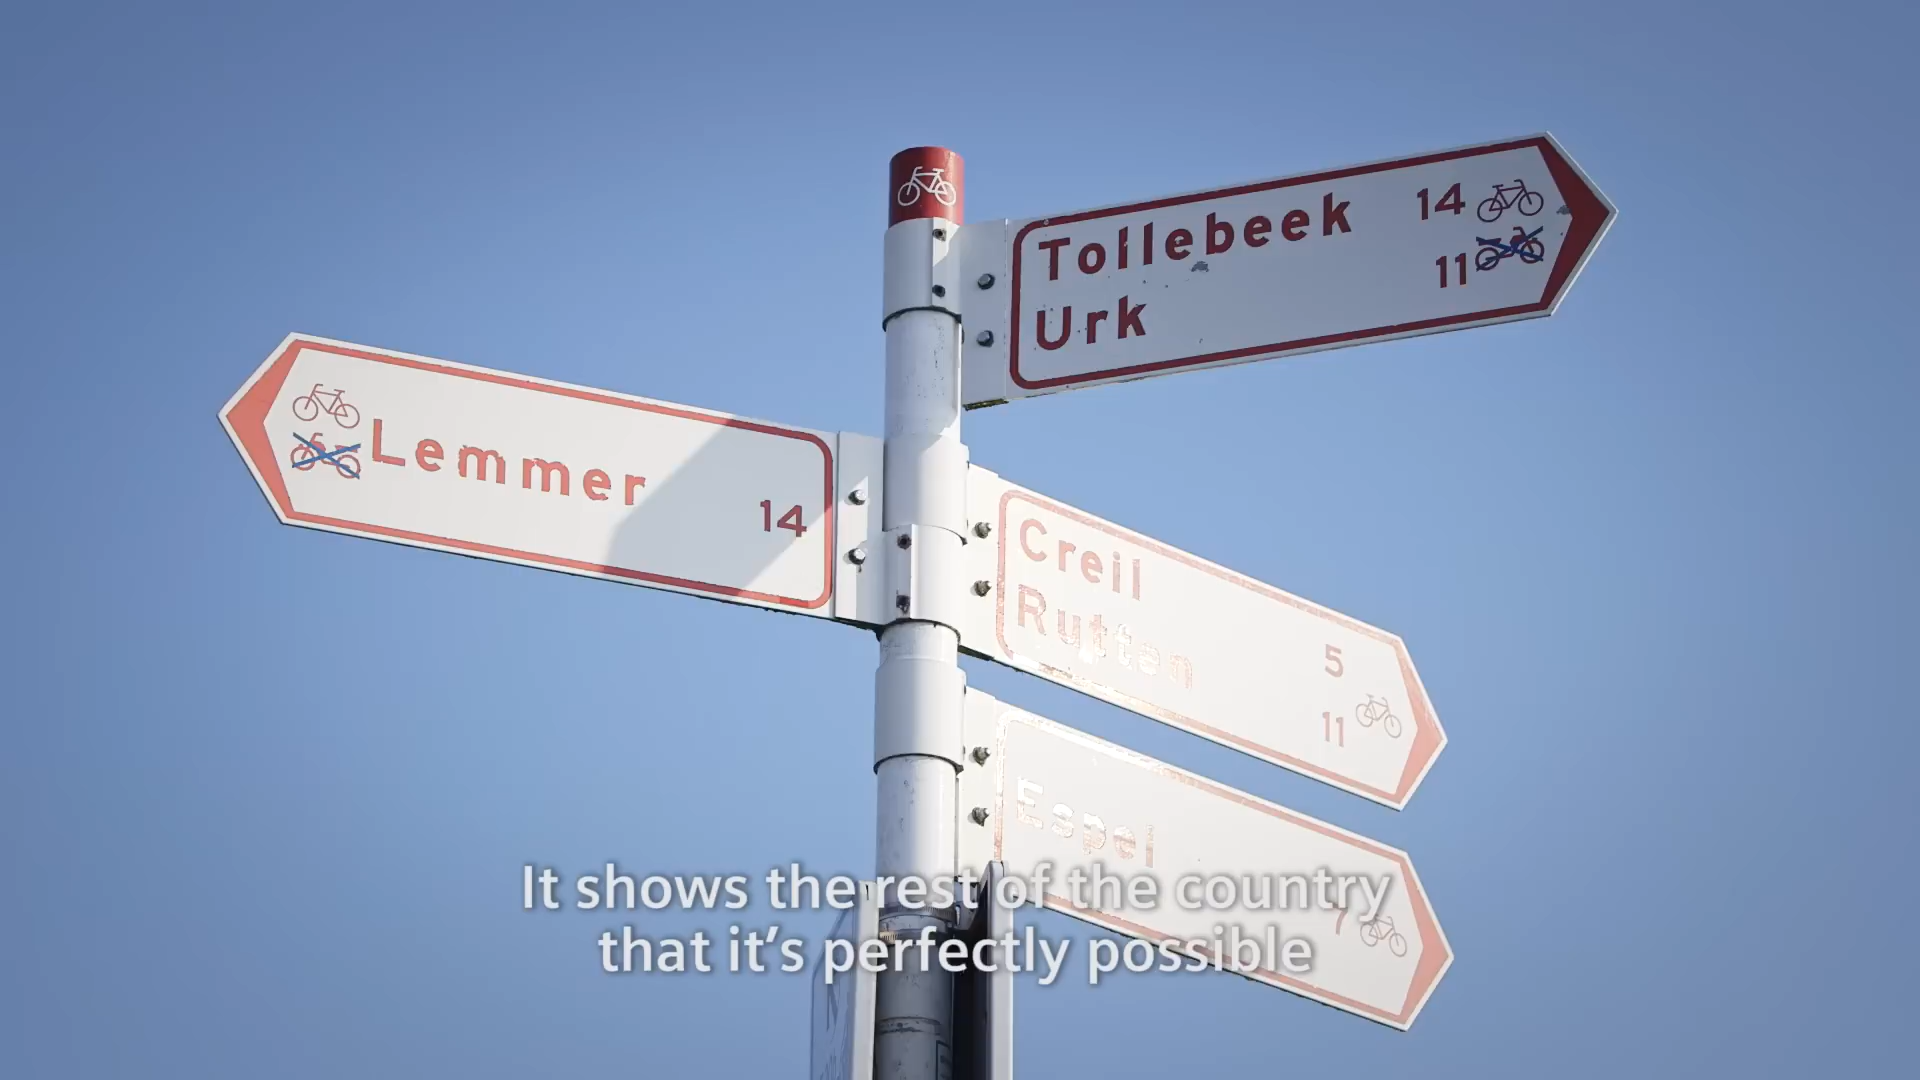 Tollebeek 14
Urk 11
Lemmer 14
Creil 5
Rutten 11
Espel 7
It shows the rest of the country
that it's perfectly possible